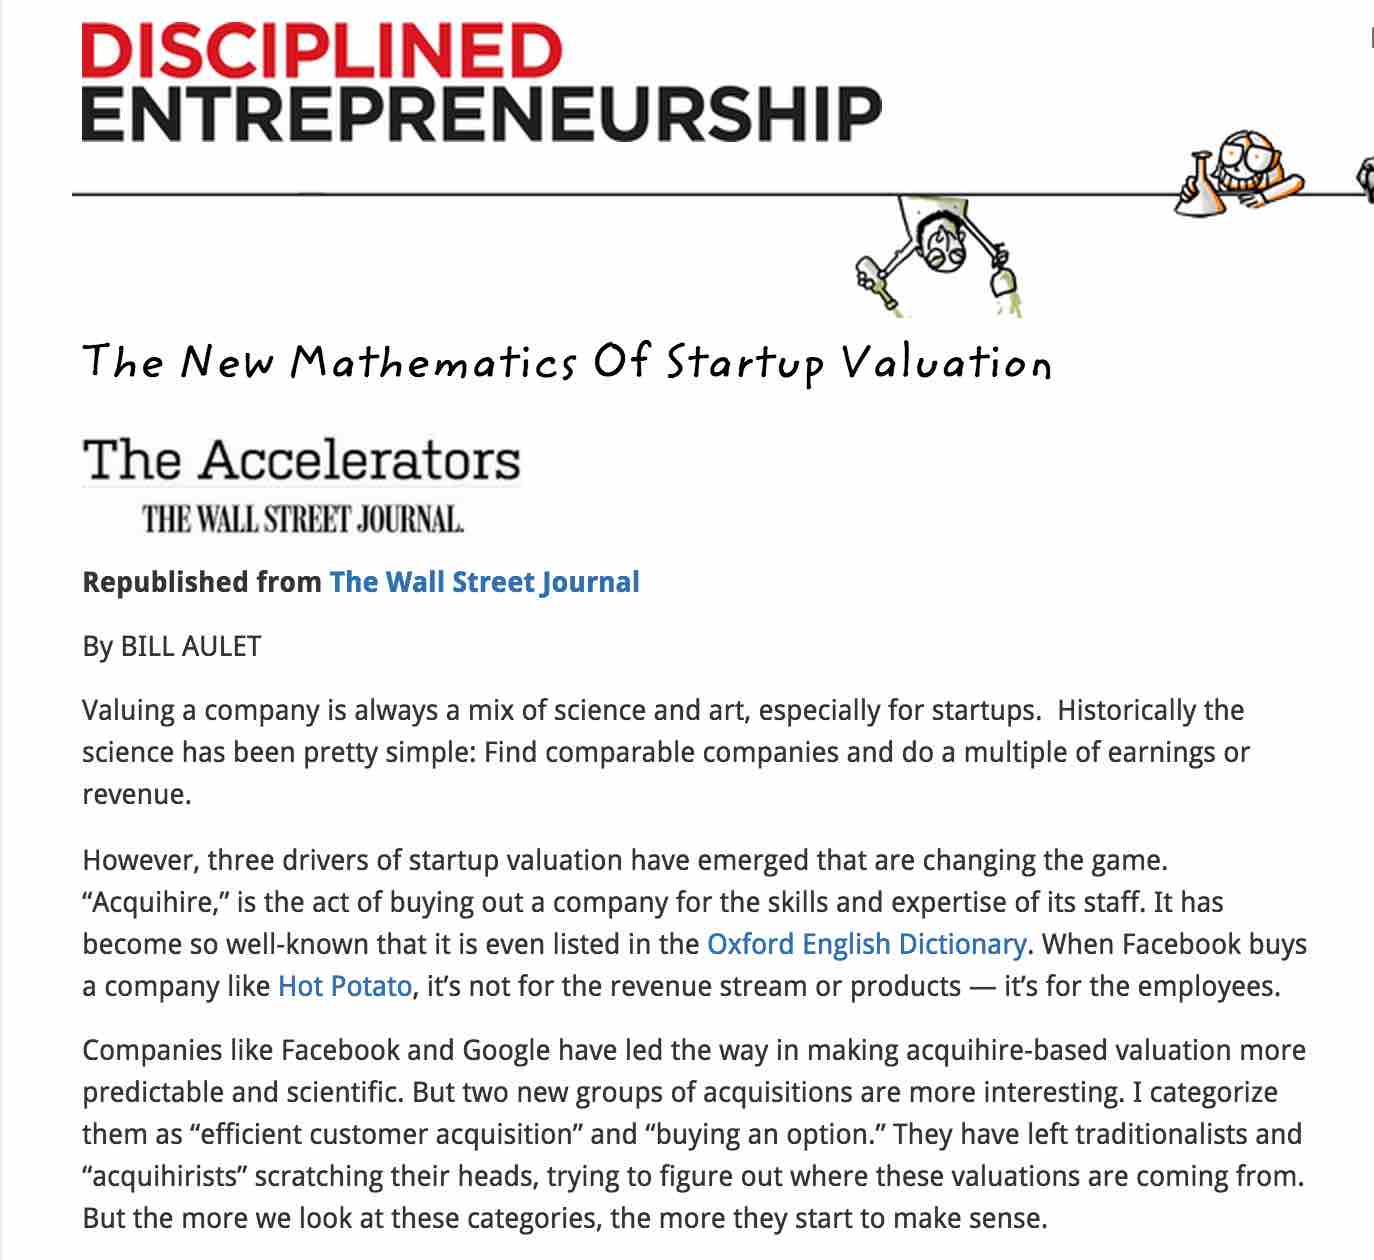 DISCIPLINED
ENTREPRENEURSHIP
The New Mathematics Of Startup Valuation
The Accelerators
THE WALL STREET JOURNAL.
Republished from The Wall Street Journal
By BILL AULET
Valuing a company is always a mix of science and art, especially for startups.  Historically the
science has been pretty simple: Find comparable companies and do a multiple of earnings or
revenue.
However, three drivers of startup valuation have emerged that are changing the game.
“Acquihire,” is the act of buying out a company for the skills and expertise of its staff. It has
become so well-known that it is even listed in the Oxford English Dictionary. When Facebook buys
a company like Hot Potato, it’s not for the revenue stream or products — it’s for the employees.
Companies like Facebook and Google have led the way in making acquihire-based valuation more
predictable and scientific. But two new groups of acquisitions are more interesting. I categorize
them as “efficient customer acquisition” and “buying an option.” They have left traditionalists and
“acquihirists” scratching their heads, trying to figure out where these valuations are coming from.
But the more we look at these categories, the more they start to make sense.